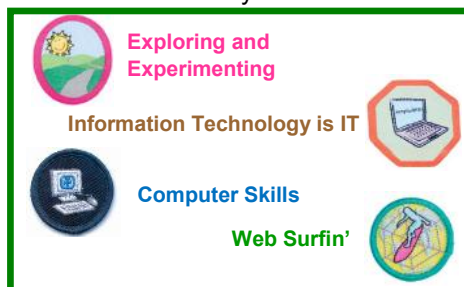 Exploring and
Experimenting
Information Technology is IT
Computer Skills
Web Surfin'